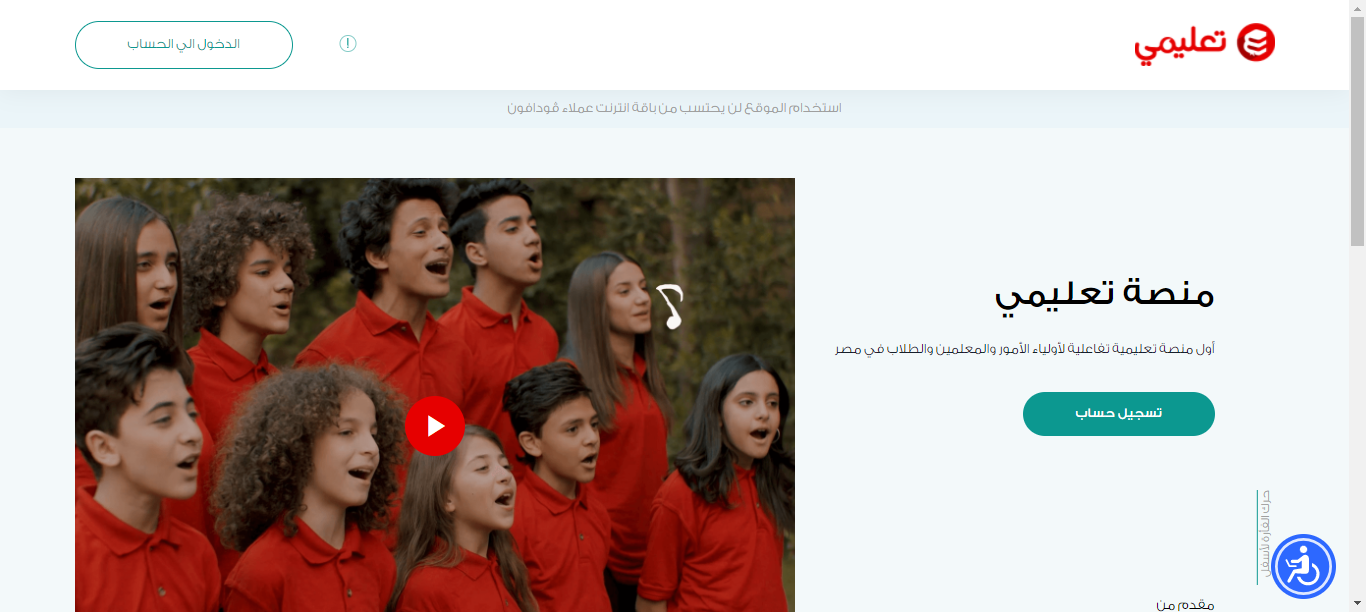 تعليمي
الدخول الي الحساب
استخدام الموقع لن يحتسب من باقة انترنت عملاء ڤودافون
منصة تعليمي
أول منصة تعليمية تفاعلية لأولياء الأمور والمعلمين والطلاب في مصر
تسجيل حساب
حرك الفأرة لأسفل
مقدم من